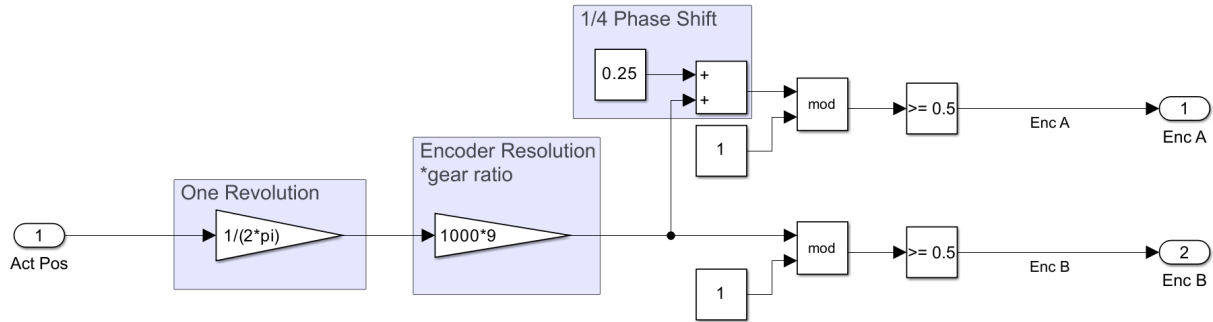 1/4 Phase Shift
0.25
+
+
mod
>= 0.5
Enc A
1
Enc A
1
Encoder Resolution
*gear ratio
One Revolution
1
Act Pos
1/(2*pi)
1000*9
mod
>= 0.5
Enc B
2
Enc B
1